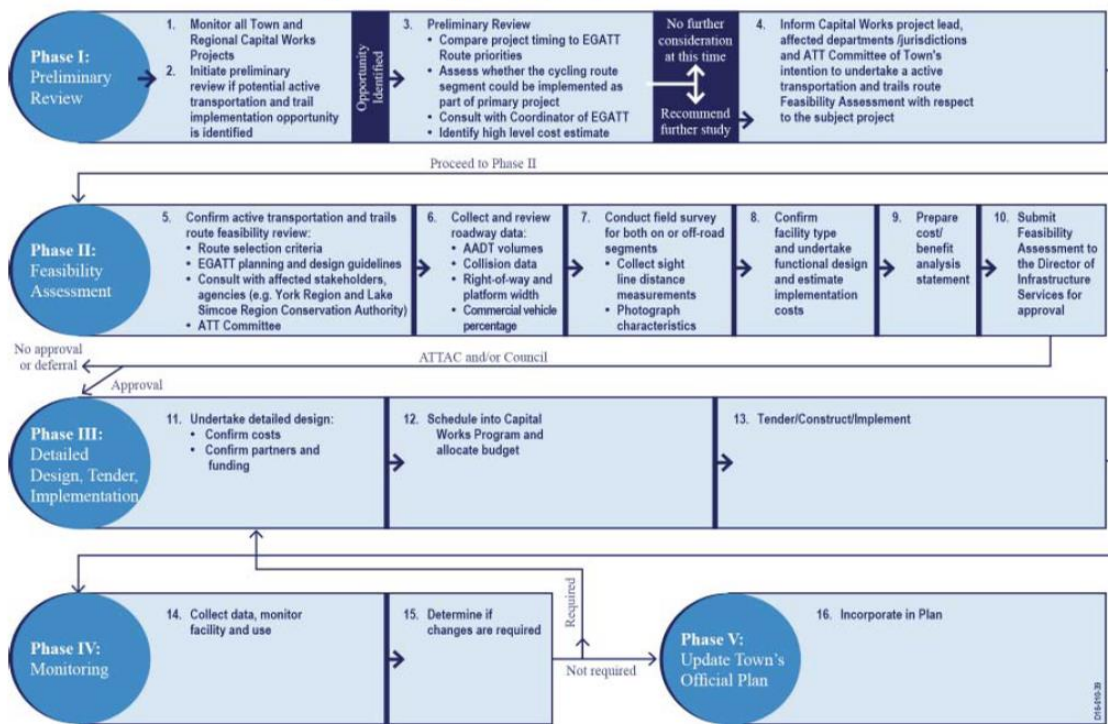 Phase I:
Preliminary
Review
1. Monitor all Town and
Regional Capital Works
Projects
2. Initiate preliminary
review if potential active
transportation and trail
implementation opportunity
is identified
Opportunity
Identified
3. Preliminary Review
• Compare project timing to EGATT
Route priorities
• Assess whether the cycling route
segment could be implemented as
part of primary project
• Consult with Coordinator of EGATT
• Identify high level cost estimate
No further
consideration
at this time
Recommend
further study
4. Inform Capital Works project lead,
affected departments /jurisdictions
and ATT Committee of Town's
intention to undertake a active
transportation and trails route
Feasibility Assessment with respect
to the subject project
Proceed to Phase II
Phase II:
Feasibility
Assessment
5. Confirm active transportation and trails
route feasibility review:
• Route selection criteria
• EGATT planning and design guidelines
• Consult with affected stakeholders,
agencies (e.g. York Region and Lake
Simcoe Region Conservation Authority)
• ATT Committee
6. Collect and review
roadway data:
• AADT volumes
• Collision data
• Right-of-way and
platform width
• Commercial vehicle
percentage
7. Conduct field survey
for both on or off-road
segments
• Collect sight
line distance
measurements
• Photograph
characteristics
8. Confirm
facility type
and undertake
functional design
and estimate
implementation
costs
9. Prepare
cost/
benefit
analysis
statement
10. Submit
Feasibility
Assessment to
the Director of
Infrastructure
Services for
approval
No approval
or deferral
ATTAC and/or Council
Approval
Phase III:
Detailed
Design, Tender,
Implementation
11. Undertake detailed design:
• Confirm costs
• Confirm partners and
funding
12. Schedule into Capital
Works Program and
allocate budget
13. Tender/Construct/Implement
Phase IV:
Monitoring
14. Collect data, monitor
facility and use
15. Determine if
changes are required
Required
Not required
Phase V:
Update Town's
Official Plan
16. Incorporate in Plan
D16-010-39